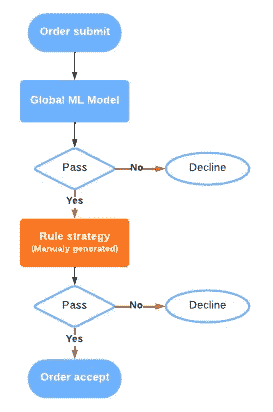 Order submit
Global ML Model
Pass
No
Decline
Yes
Rule strategy
(Manualy generated)
Pass
No
Decline
Yes
Order accept